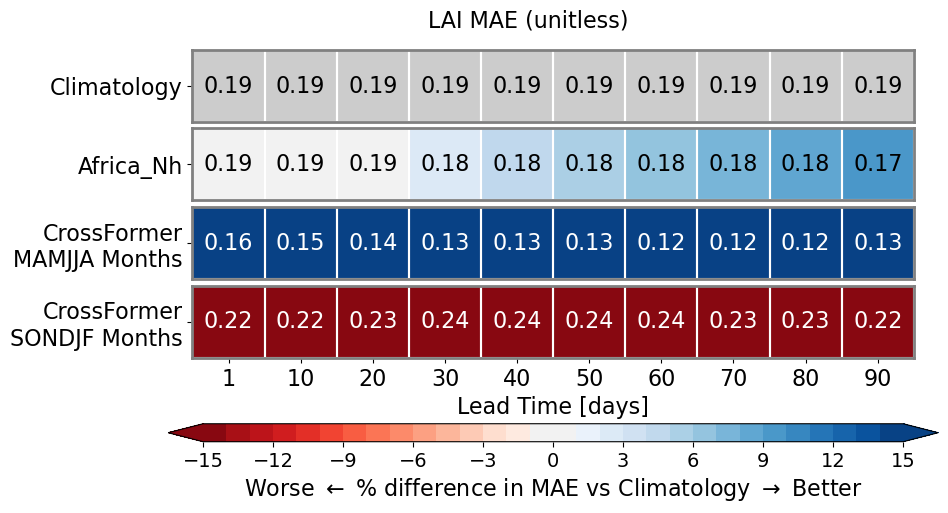 LAI MAE (unitless)
Climatology 0.19 0.19 0.19 0.19 0.19 0.19 0.19 0.19 0.19 0.19
Africa_Nh 0.19 0.19 0.19 0.18 0.18 0.18 0.18 0.18 0.18 0.17
CrossFormer
MAMJJA Months 0.16 0.15 0.14 0.13 0.13 0.13 0.12 0.12 0.12 0.13
CrossFormer
SONDJF Months 0.22 0.22 0.23 0.24 0.24 0.24 0.24 0.23 0.23 0.22
1 10 20 30 40 50 60 70 80 90
Lead Time [days]
−15 −12 −9 −6 −3 0 3 6 9 12 15
Worse ← % difference in MAE vs Climatology → Better